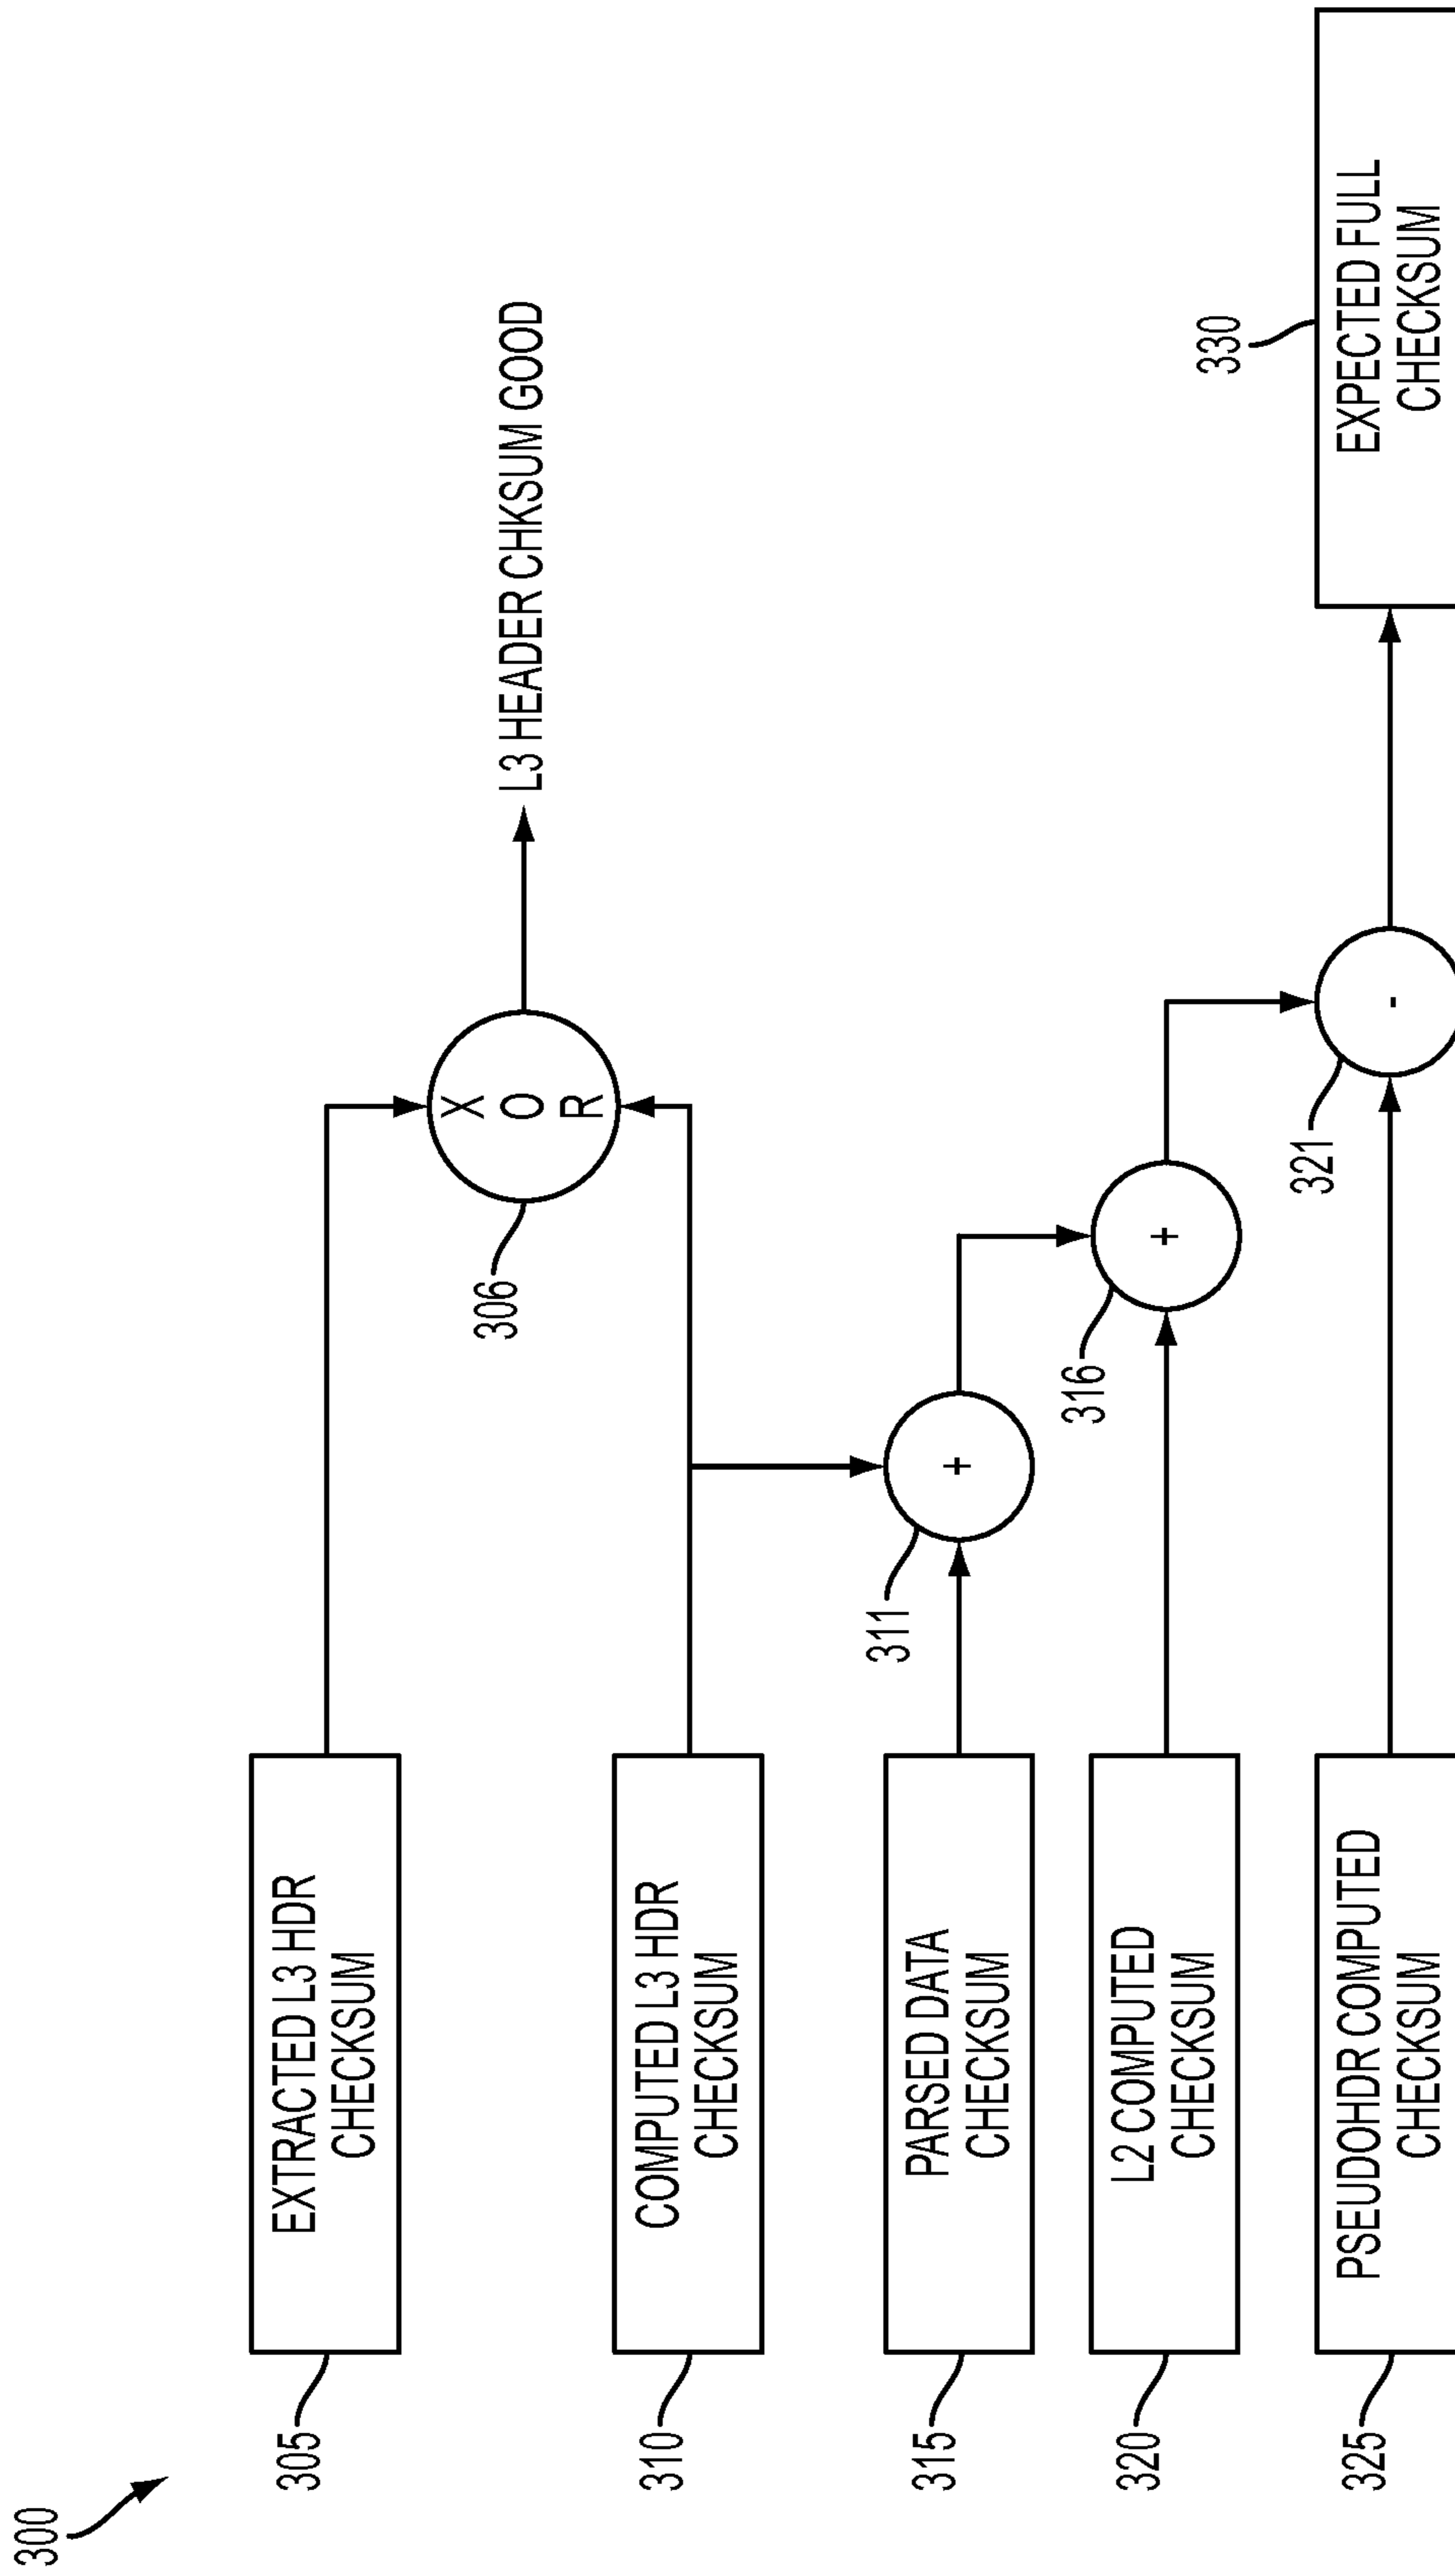 300
305
EXTRACTED L3 HDR
CHECKSUM
306
X
O
R
L3 HEADER CHKSUM GOOD
310
COMPUTED L3 HDR
CHECKSUM
311
+
315
PARSED DATA
CHECKSUM
316
+
320
L2 COMPUTED
CHECKSUM
321
-
325
PSEUDOHDR COMPUTED
CHECKSUM
330
EXPECTED FULL
CHECKSUM